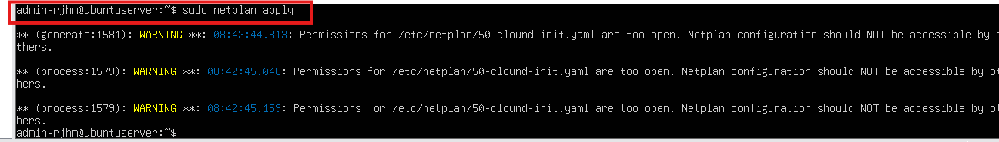 admin-rjhm@ubuntuserver:~$ sudo netplan apply
** (generate:1581): WARNING **: 08:42:44.813: Permissions for /etc/netplan/50-clound-init.yaml are too open. Netplan configuration should NOT be accessible by o
thers.
** (process:1579): WARNING **: 08:42:45.048: Permissions for /etc/netplan/50-clound-init.yaml are too open. Netplan configuration should NOT be accessible by ot
hers.
** (process:1579): WARNING **: 08:42:45.159: Permissions for /etc/netplan/50-clound-init.yaml are too open. Netplan configuration should NOT be accessible by ot
hers.
admin-rjhm@ubuntuserver:~$